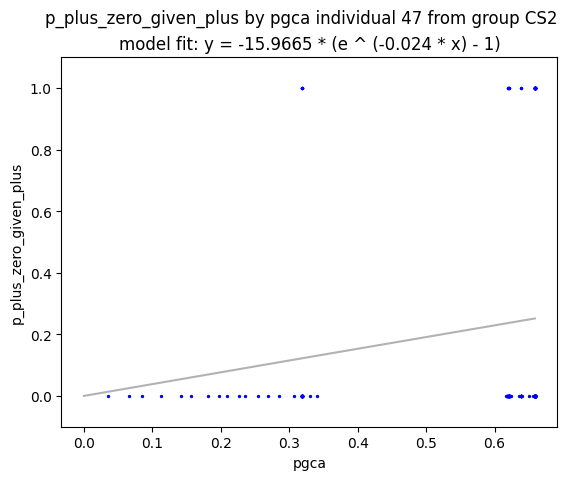 p_plus_zero_given_plus by pgca individual 47 from group CS2
model fit: y = -15.9665 * (e ^ (-0.024 * x) - 1)
1.0
0.8
0.6
0.4
0.2
0.0
p_plus_zero_given_plus
0.0 0.1 0.2 0.3 0.4 0.5 0.6
pgca